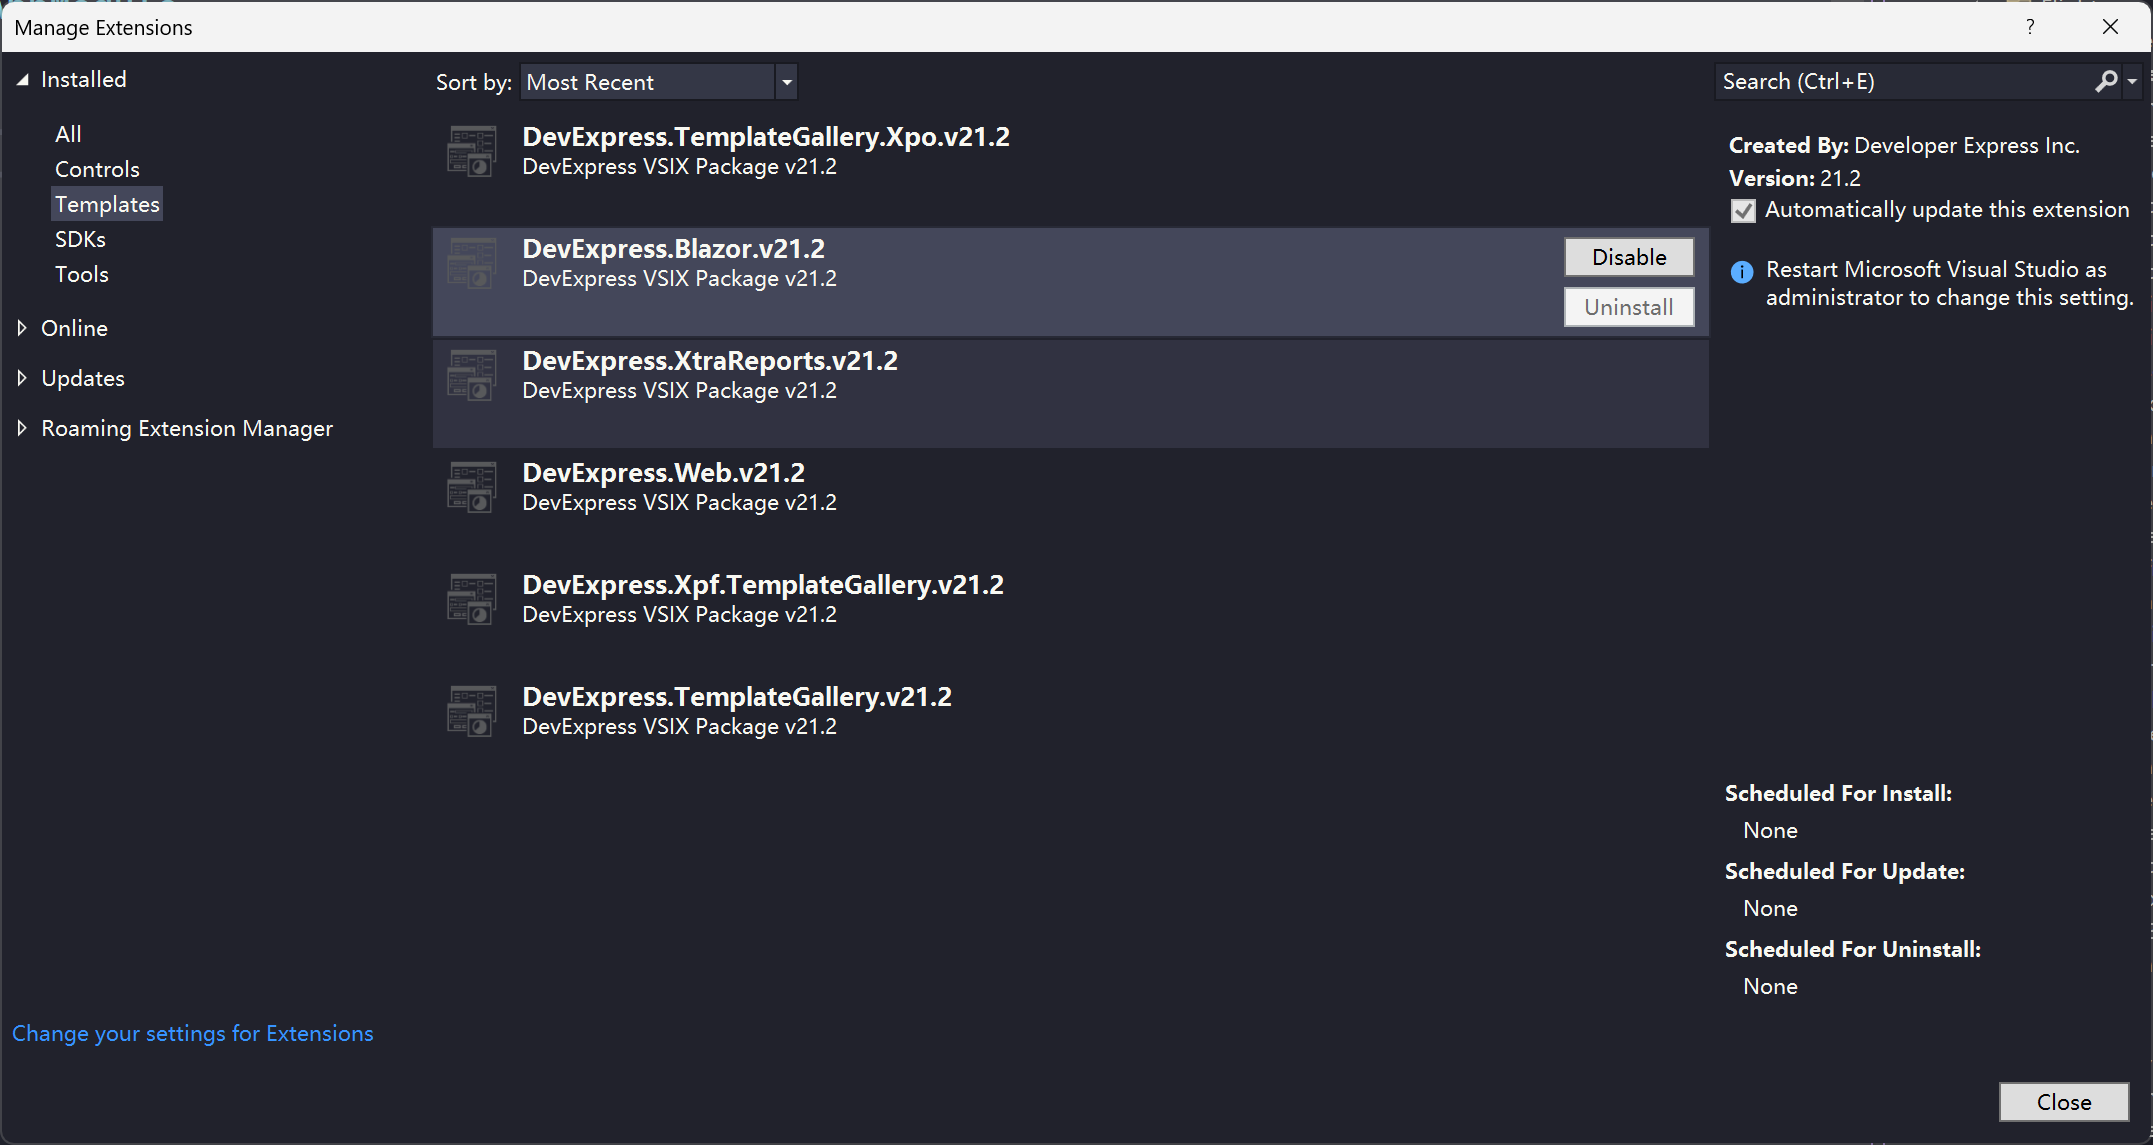 Manage Extensions
?
Installed
All
Controls
Templates
SDKs
Tools
Online
Updates
Roaming Extension Manager
Change your settings for Extensions
Sort by: Most Recent
DevExpress.TemplateGallery.Xpo.v21.2
DevExpress VSIX Package v21.2
DevExpress.Blazor.v21.2
DevExpress VSIX Package v21.2
Disable
Uninstall
DevExpress.XtraReports.v21.2
DevExpress VSIX Package v21.2
DevExpress.Web.v21.2
DevExpress VSIX Package v21.2
DevExpress.Xpf.TemplateGallery.v21.2
DevExpress VSIX Package v21.2
DevExpress.TemplateGallery.v21.2
DevExpress VSIX Package v21.2
Search (Ctrl+E)
Created By: Developer Express Inc.
Version: 21.2
Automatically update this extension
Restart Microsoft Visual Studio as
administrator to change this setting.
Scheduled For Install:
None
Scheduled For Update:
None
Scheduled For Uninstall:
None
Close